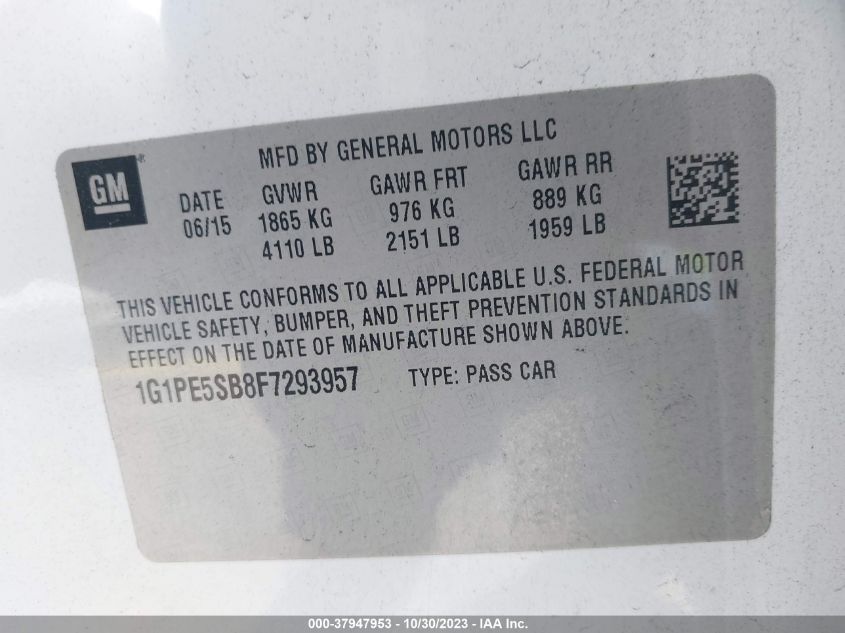 MFD BY GENERAL MOTORS LLC
GM
DATE GVWR GAWR FRT GAWR RR
06/15 1865 KG 976 KG 889 KG
4110 LB 2151 LB 1959 LB
THIS VEHICLE CONFORMS TO ALL APPLICABLE U.S. FEDERAL MOTOR
VEHICLE SAFETY, BUMPER, AND THEFT PREVENTION STANDARDS IN
EFFECT ON THE DATE OF MANUFACTURE SHOWN ABOVE.
1G1PE5SB8F7293957 TYPE: PASS CAR
000-37947953 - 10/30/2023 - IAA Inc.